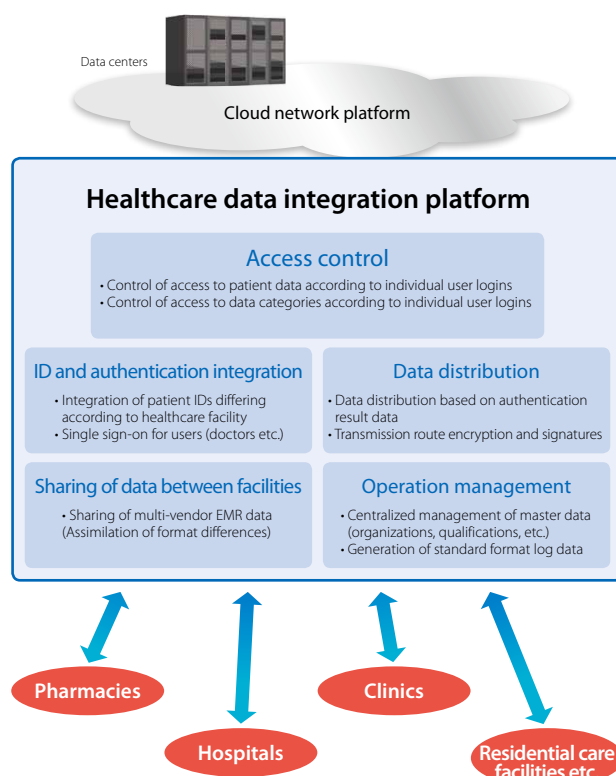 Data centers
Cloud network platform
Healthcare data integration platform
Access control
• Control of access to patient data according to individual user logins
• Control of access to data categories according to individual user logins
ID and authentication integration
• Integration of patient IDs differing
according to healthcare facility
• Single sign-on for users (doctors etc.)
Data distribution
• Data distribution based on authentication
result data
• Transmission route encryption and signatures
Sharing of data between facilities
• Sharing of multi-vendor EMR data
(Assimilation of format differences)
Operation management
• Centralized management of master data
(organizations, qualifications, etc.)
• Generation of standard format log data
Pharmacies
Hospitals
Clinics
Residential care
facilities etc.